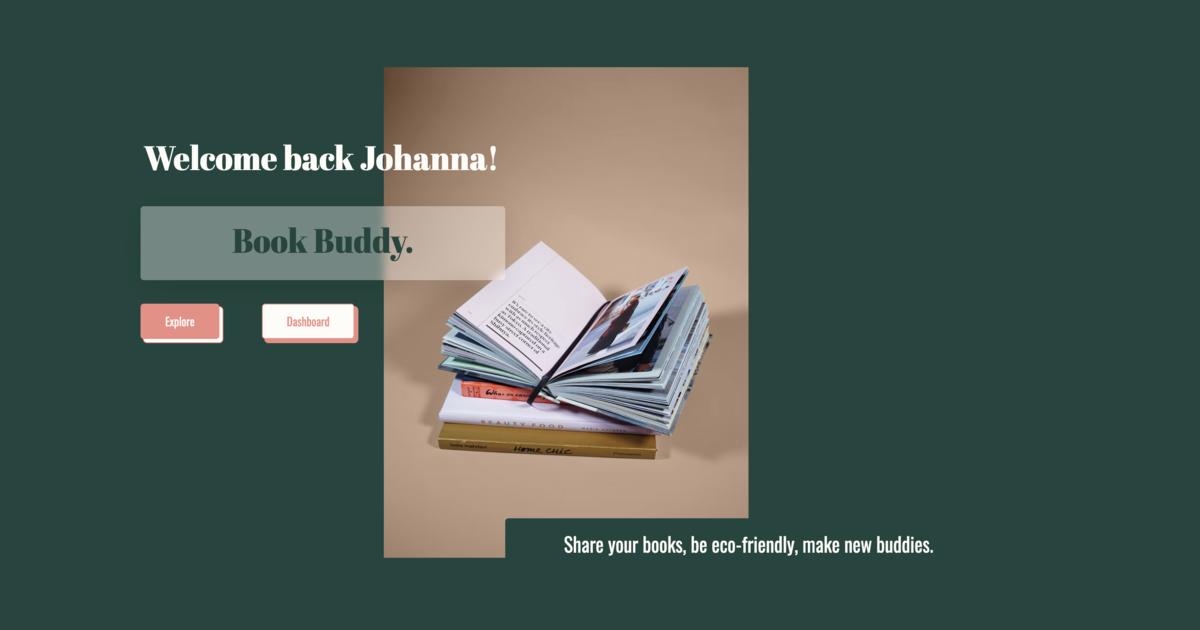 Welcome back Johanna!
Book Buddy.
Explore
Dashboard
BEAUTY FOOD
HOME CHIC
Share your books, be eco-friendly, make new buddies.